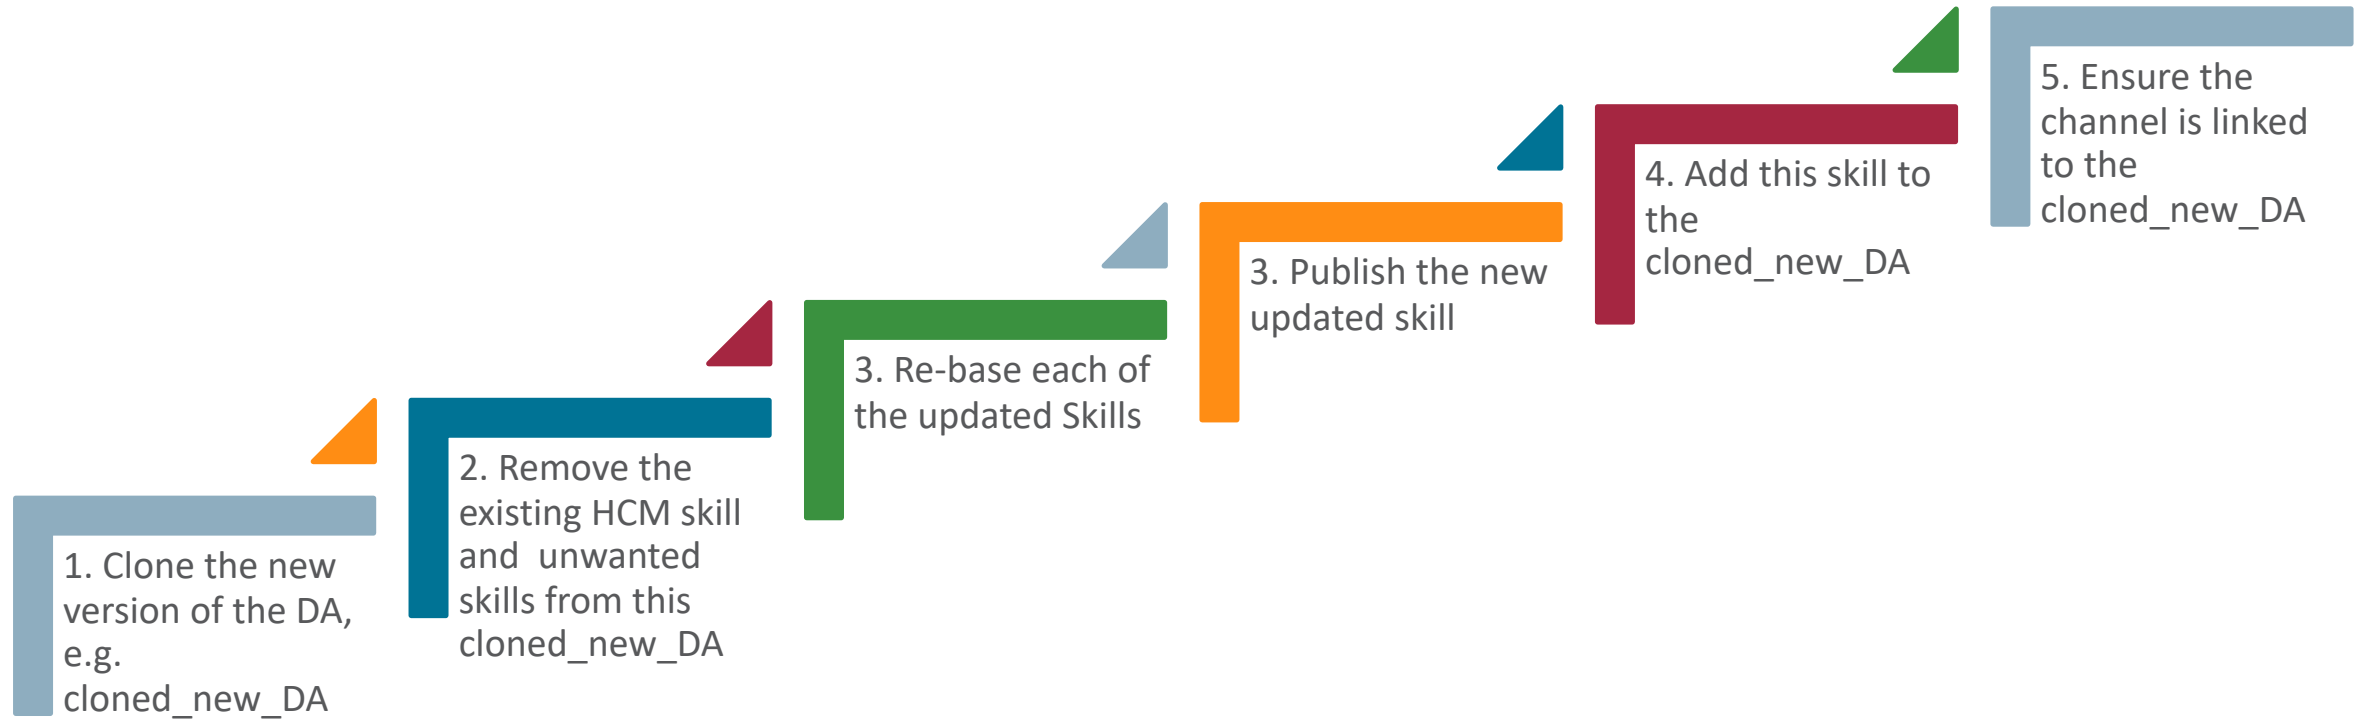 1. Clone the new
version of the DA,
e.g.
cloned_new_DA
2. Remove the
existing HCM skill
and  unwanted
skills from this
cloned_new_DA
3. Re-base each of
the updated Skills
3. Publish the new
updated skill
4. Add this skill to
the
cloned_new_DA
5. Ensure the
channel is linked
to the
cloned_new_DA